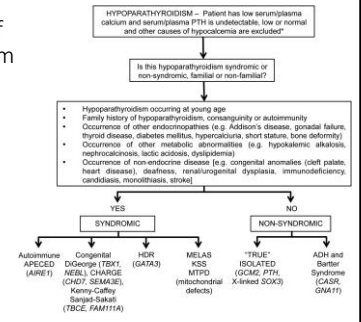 f
m
HYPOPARATHYROIDISM – Patient has low serum/plasma
calcium and serum/plasma PTH is undetectable, low or normal
and other causes of hypocalcemia are excluded*
Is this hypoparathyroidism syndromic or
non-syndromic, familial or non-familial?
• Hypoparathyroidism occurring at young age
• Family history of hypoparathyroidism, consanguinity or autoimmunity
• Occurrence of other endocrinopathies (e.g. Addison's disease, gonadal failure,
thyroid disease, diabetes mellitus, hypercalciuria, short stature, bone deformity)
• Occurrence of other metabolic abnormalities (e.g. hypokalemic alkalosis,
nephrocalcinosis, lactic acidosis, dyslipidemia)
• Occurrence of non-endocrine disease [e.g. congenital anomalies (cleft palate,
heart disease), deafness, renal/urogenital dysplasia, immunodeficiency,
candidiasis, monolithiasis, stroke]
YES
NO
SYNDROMIC
NON-SYNDROMIC
Autoimmune
APECED
(AIRE1)
Congenital
DiGeorge (TBX1,
NEBL), CHARGE
(CHD7, SEMA3E),
Kenny-Caffey
Sanjad-Sakati
(TBCE, FAM111A)
HDR
(GATA3)
MELAS
KSS
MTPD
(mitochondrial
defects)
"TRUE"
ISOLATED
(GCM2, PTH,
X-linked SOX3)
ADH and
Bartter
Syndrome
(CASR,
GNA11)